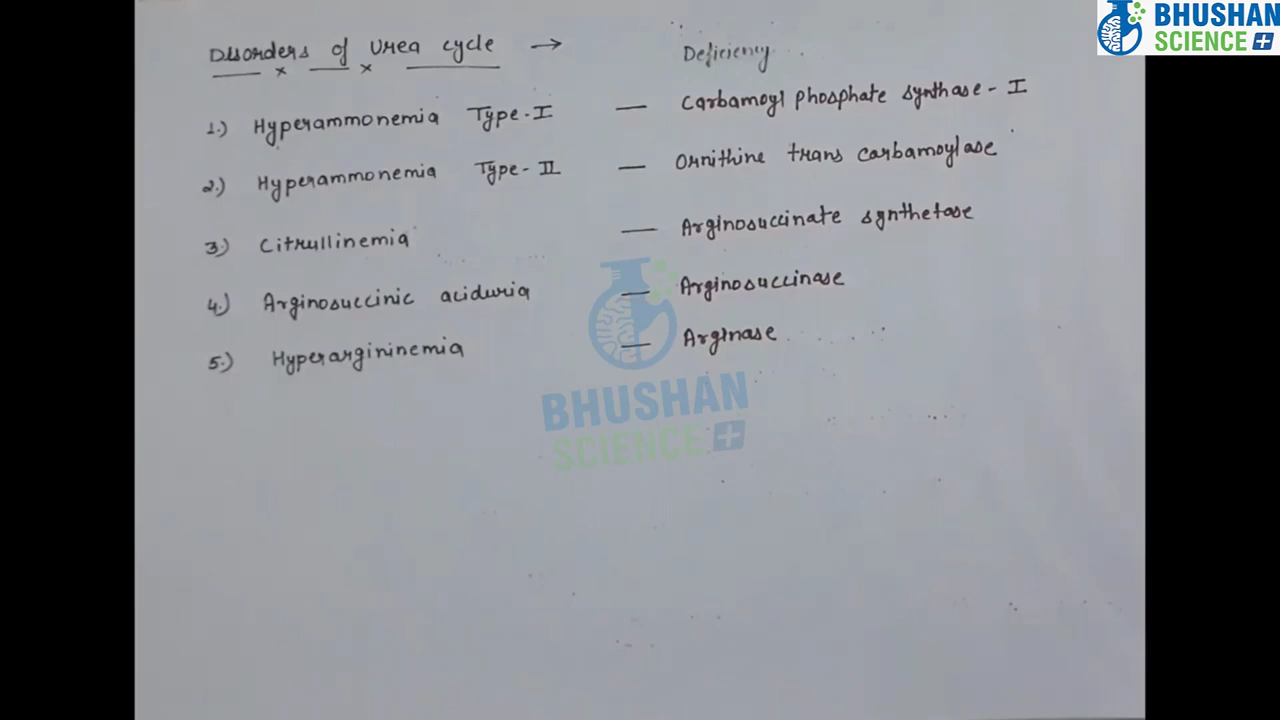 BHUSHAN
SCIENCE +
Disorders of Urea cycle → Deficiency
1.) Hyperammonemia Type-I — Carbamoyl phosphate synthase-I
2.) Hyperammonemia Type-II — Ornithine trans carbamoylase
3.) Citrullinemia — Arginosuccinate synthetase
4.) Arginosuccinic aciduria — Arginosuccinase
5.) Hyperargininemia — Arginase
BHUSHAN
SCIENCE +